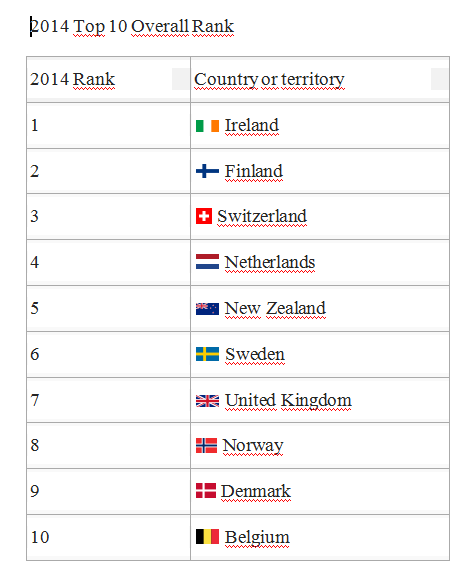 2014 Top 10 Overall Rank
2014 Rank Country or territory
1 Ireland
2 Finland
3 Switzerland
4 Netherlands
5 New Zealand
6 Sweden
7 United Kingdom
8 Norway
9 Denmark
10 Belgium